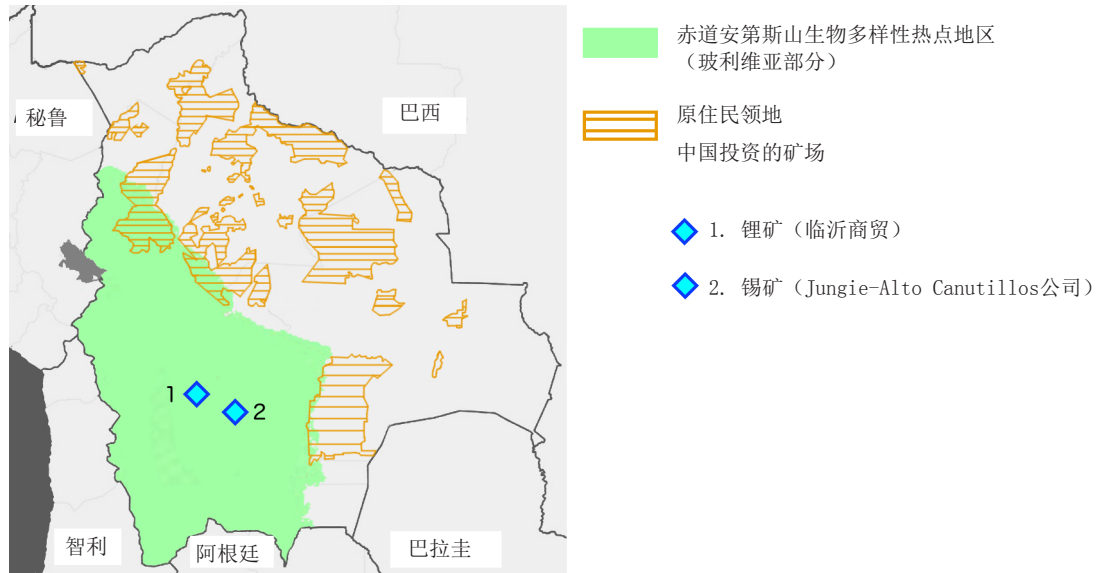 赤道安第斯山生物多样性热点地区
（玻利维亚部分）
原住民领地
中国投资的矿场
1. 锂矿（临沂商贸）
2. 锡矿（Jungie-Alto Canutillos公司）
秘鲁
巴西
1
2
智利
阿根廷
巴拉圭